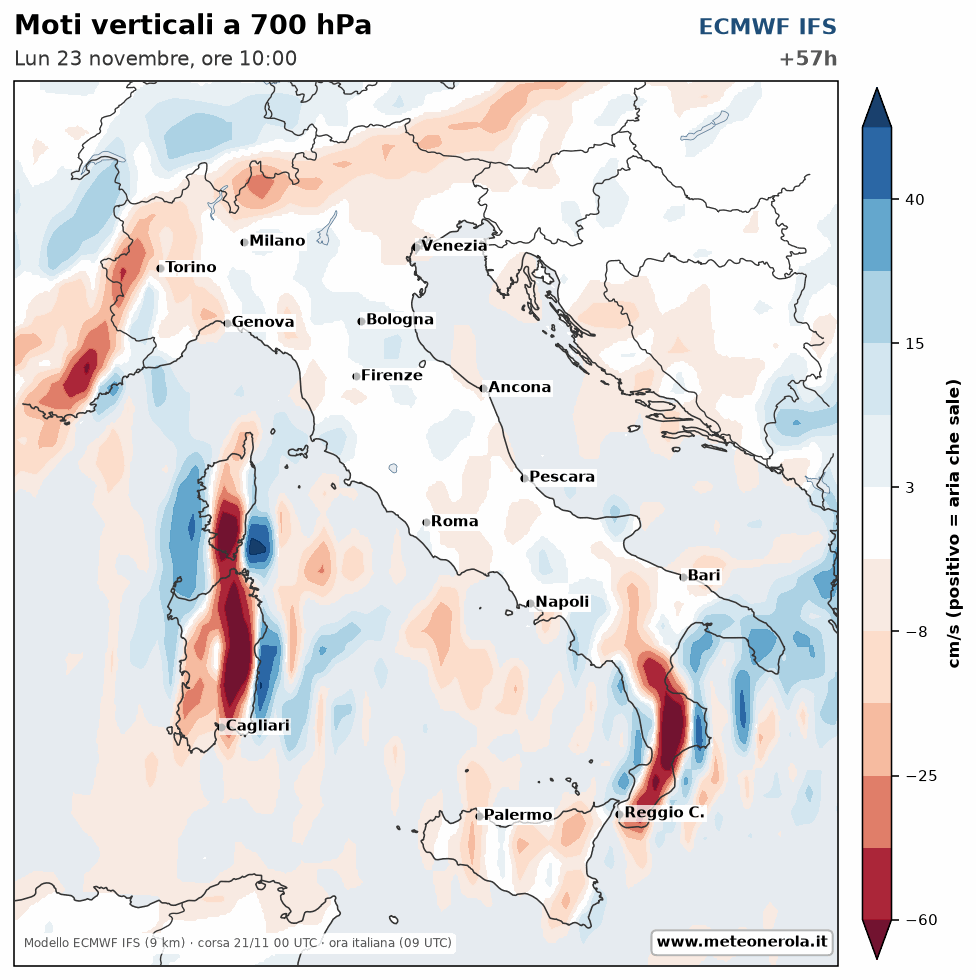 Moti verticali a 700 hPa
ECMWF IFS
Lun 23 novembre, ore 10:00
+57h
Milano
Venezia
Torino
Genova
Bologna
Firenze
Ancona
Pescara
Roma
Bari
Napoli
Cagliari
Palermo
Reggio C.
40
15
3
−8
−25
−60
cm/s (positivo = aria che sale)
Modello ECMWF IFS (9 km) · corsa 21/11 00 UTC · ora italiana (09 UTC)
www.meteonerola.it